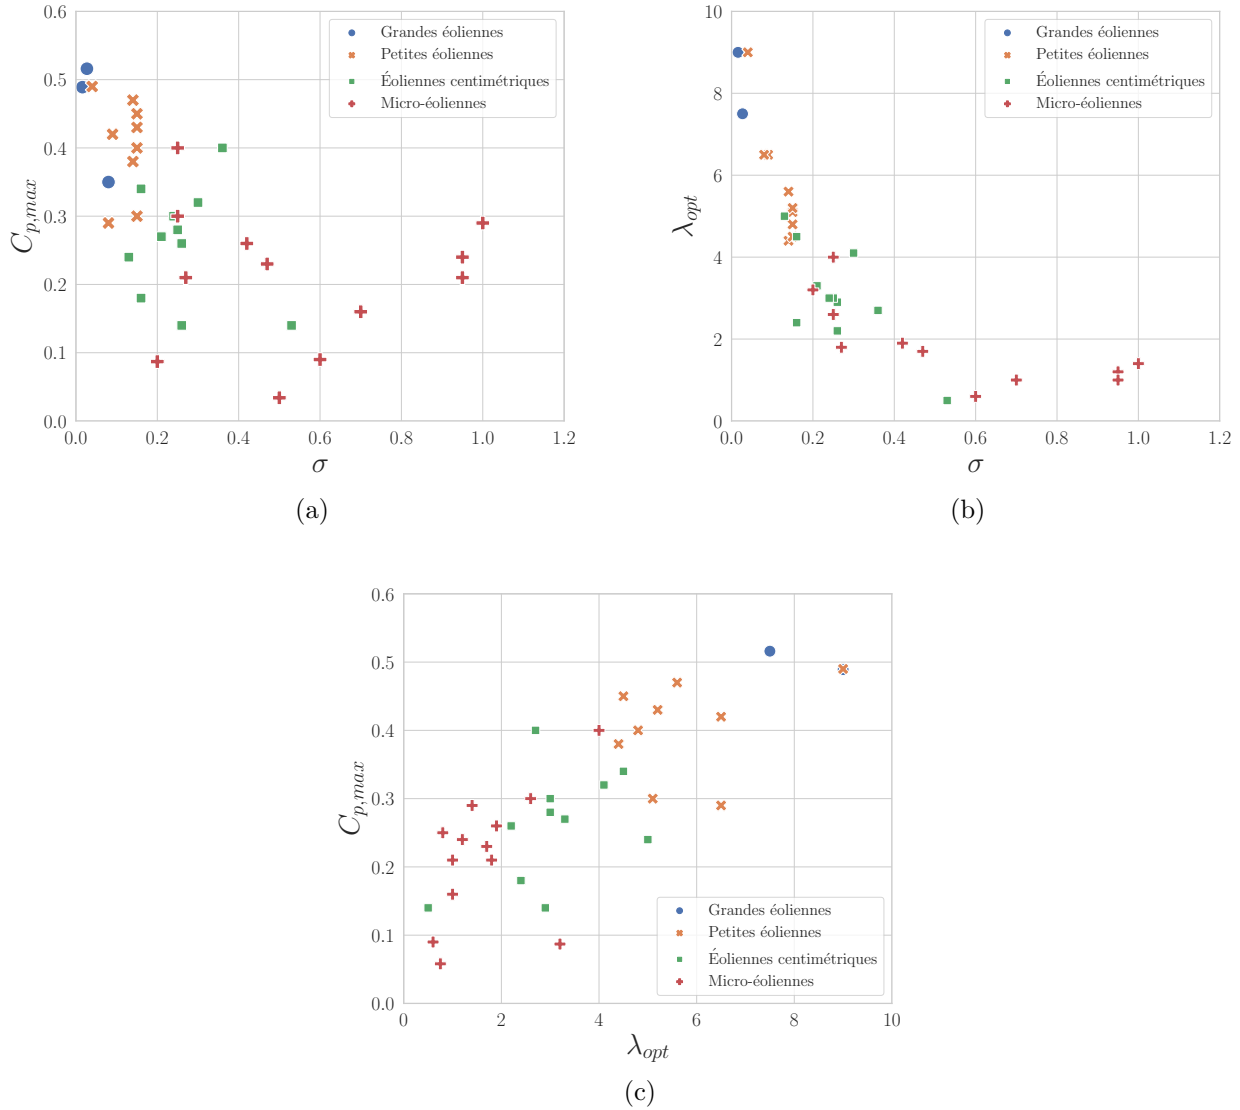 0.6
0.5
0.4
0.3
0.2
0.1
0.0
C_{p,max}
Grandes éoliennes
Petites éoliennes
Éoliennes centimétriques
Micro-éoliennes
0.0 0.2 0.4 0.6 0.8 1.0 1.2
σ
(a)
10
8
6
4
2
0
λ_{opt}
Grandes éoliennes
Petites éoliennes
Éoliennes centimétriques
Micro-éoliennes
0.0 0.2 0.4 0.6 0.8 1.0 1.2
σ
(b)
0.6
0.5
0.4
0.3
0.2
0.1
0.0
C_{p,max}
Grandes éoliennes
Petites éoliennes
Éoliennes centimétriques
Micro-éoliennes
0 2 4 6 8 10
λ_{opt}
(c)